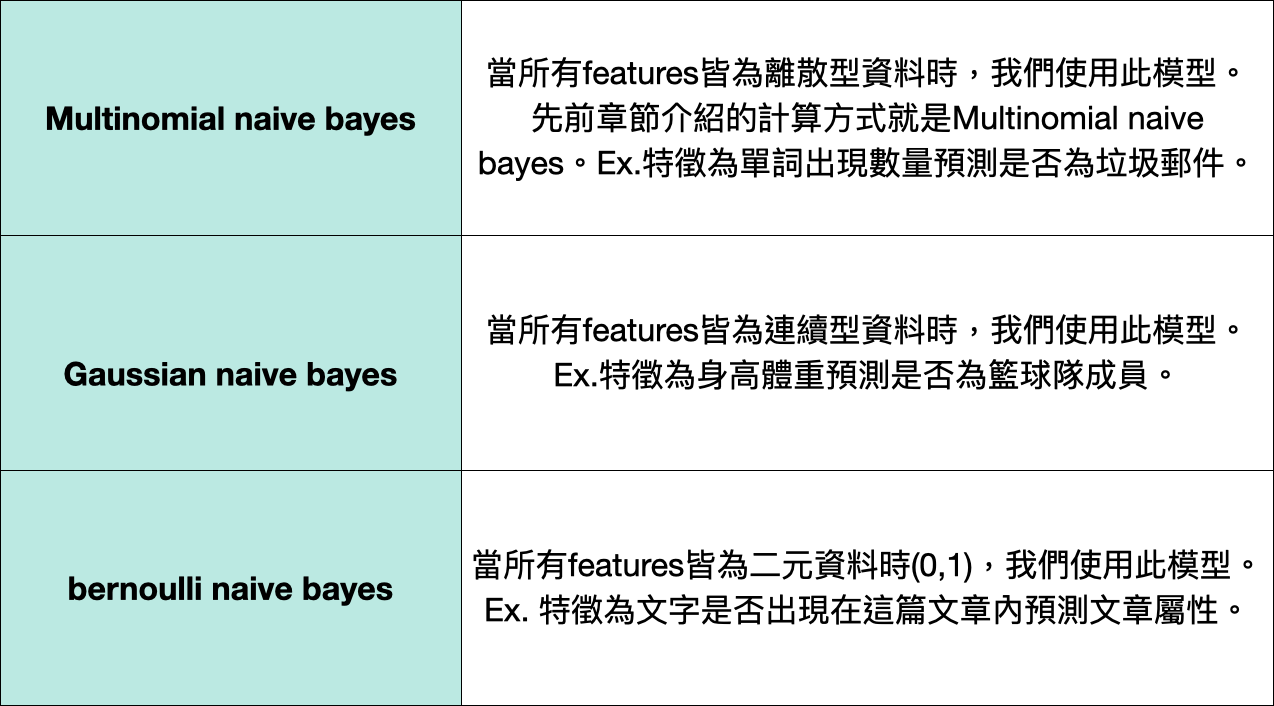 Multinomial naive bayes
當所有features皆為離散型資料時，我們使用此模型。
先前章節介紹的計算方式就是Multinomial naive
bayes。Ex.特徵為單詞出現數量預測是否為垃圾郵件。
Gaussian naive bayes
當所有features皆為連續型資料時，我們使用此模型。
Ex.特徵為身高體重預測是否為籃球隊成員。
bernoulli naive bayes
當所有features皆為二元資料時(0,1)，我們使用此模型。
Ex. 特徵為文字是否出現在這篇文章內預測文章屬性。